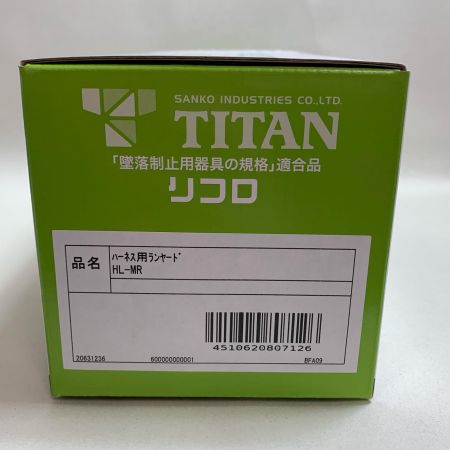 SANKO INDUSTRIES CO.,LTD.
TITAN
「墜落制止用器具の規格」適合品
リコロ
品名
ﾊｰﾈｽ用ﾗﾝﾔｰﾄﾞ
HL-MR
4510620807126
20631236 600000000001 BFA09